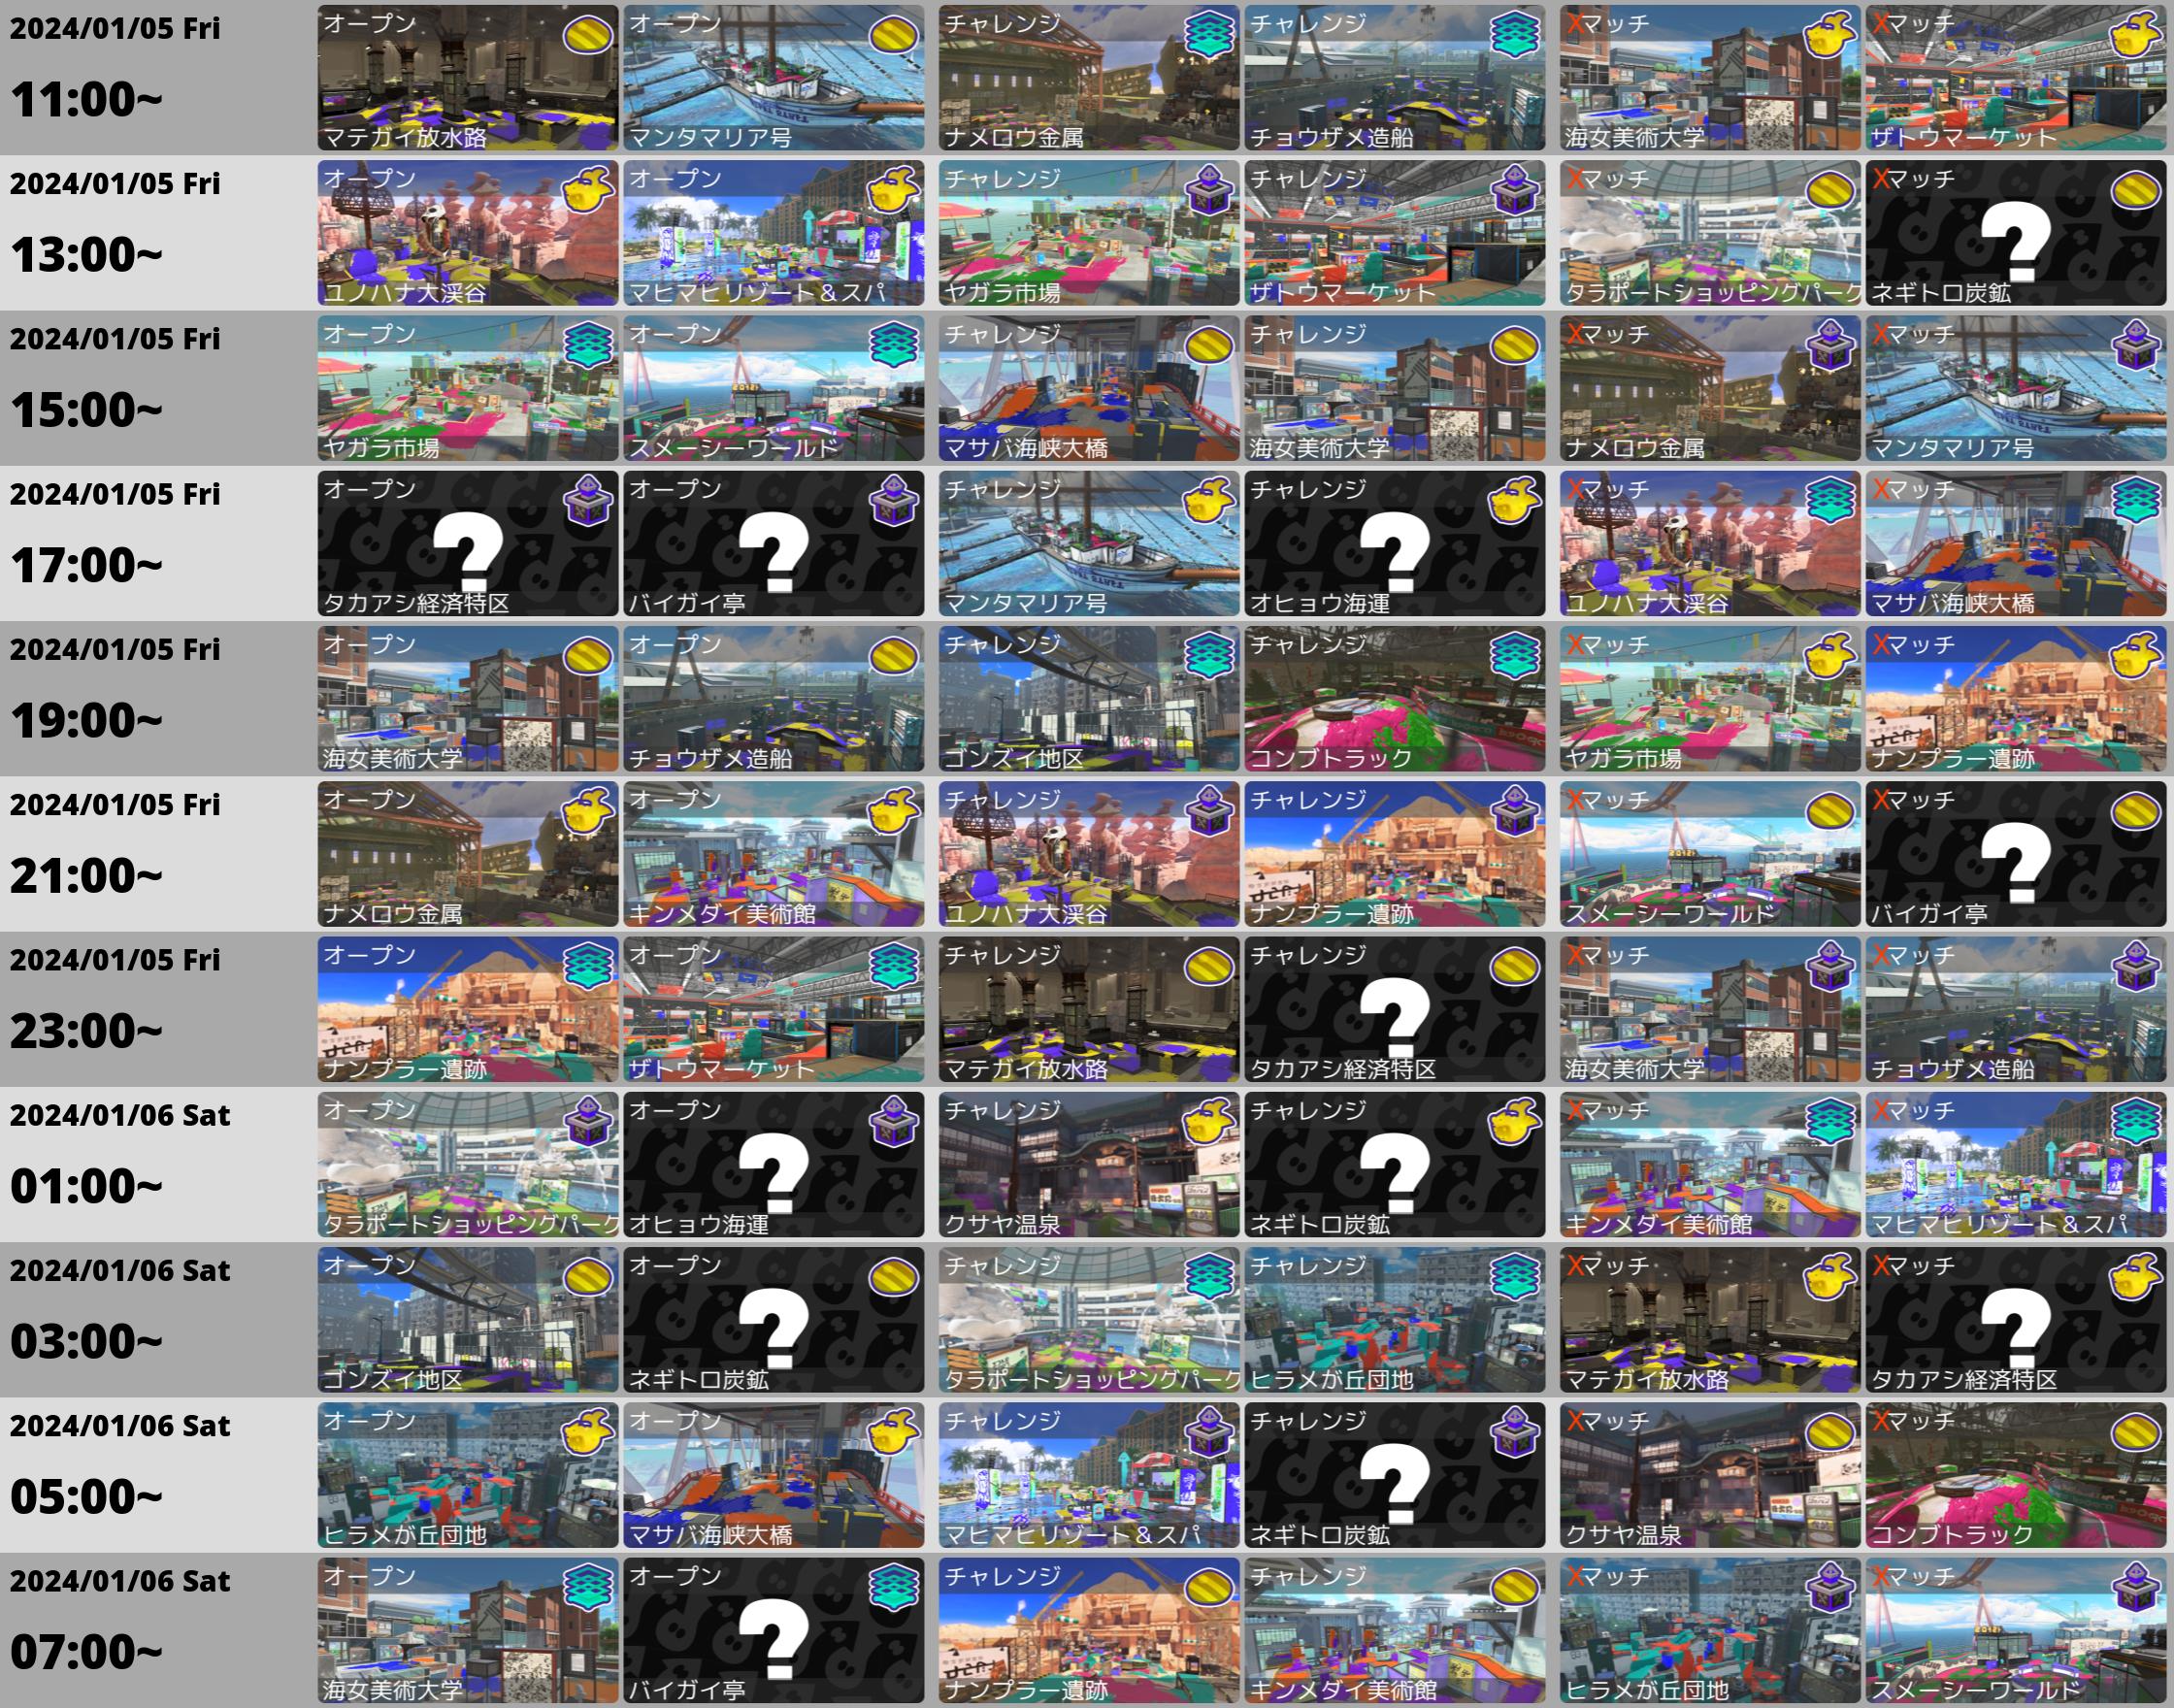 2024/01/05 Fri
11:00~
オープン
マテガイ放水路
オープン
マンタマリア号
チャレンジ
ナメロウ金属
チャレンジ
チョウザメ造船
Xマッチ
海女美術大学
Xマッチ
ザトウマーケット
2024/01/05 Fri
13:00~
オープン
ユノハナ大渓谷
オープン
マヒマヒリゾート＆スパ
チャレンジ
ヤガラ市場
チャレンジ
ザトウマーケット
Xマッチ
タラポートショッピングパーク
Xマッチ
?
ネギトロ炭鉱
2024/01/05 Fri
15:00~
オープン
ヤガラ市場
オープン
スメーシーワールド
チャレンジ
マサバ海峡大橋
チャレンジ
海女美術大学
Xマッチ
ナメロウ金属
Xマッチ
マンタマリア号
2024/01/05 Fri
17:00~
オープン
?
タカアシ経済特区
オープン
?
バイガイ亭
チャレンジ
マンタマリア号
チャレンジ
?
オヒョウ海運
Xマッチ
ユノハナ大渓谷
Xマッチ
マサバ海峡大橋
2024/01/05 Fri
19:00~
オープン
海女美術大学
オープン
チョウザメ造船
チャレンジ
ゴンズイ地区
チャレンジ
コンブトラック
Xマッチ
ヤガラ市場
Xマッチ
ナンプラー遺跡
2024/01/05 Fri
21:00~
オープン
ナメロウ金属
オープン
キンメダイ美術館
チャレンジ
ユノハナ大渓谷
チャレンジ
ナンプラー遺跡
Xマッチ
スメーシーワールド
Xマッチ
?
バイガイ亭
2024/01/05 Fri
23:00~
オープン
ナンプラー遺跡
オープン
ザトウマーケット
チャレンジ
マテガイ放水路
チャレンジ
?
タカアシ経済特区
Xマッチ
海女美術大学
Xマッチ
チョウザメ造船
2024/01/06 Sat
01:00~
オープン
タラポートショッピングパーク
オープン
?
オヒョウ海運
チャレンジ
クサヤ温泉
チャレンジ
?
ネギトロ炭鉱
Xマッチ
キンメダイ美術館
Xマッチ
マヒマヒリゾート＆スパ
2024/01/06 Sat
03:00~
オープン
ゴンズイ地区
オープン
?
ネギトロ炭鉱
チャレンジ
タラポートショッピングパーク
チャレンジ
ヒラメが丘団地
Xマッチ
マテガイ放水路
Xマッチ
?
タカアシ経済特区
2024/01/06 Sat
05:00~
オープン
ヒラメが丘団地
オープン
マサバ海峡大橋
チャレンジ
マヒマヒリゾート＆スパ
チャレンジ
?
ネギトロ炭鉱
Xマッチ
クサヤ温泉
Xマッチ
コンブトラック
2024/01/06 Sat
07:00~
オープン
海女美術大学
オープン
?
バイガイ亭
チャレンジ
ナンプラー遺跡
チャレンジ
キンメダイ美術館
Xマッチ
ヒラメが丘団地
Xマッチ
スメーシーワールド